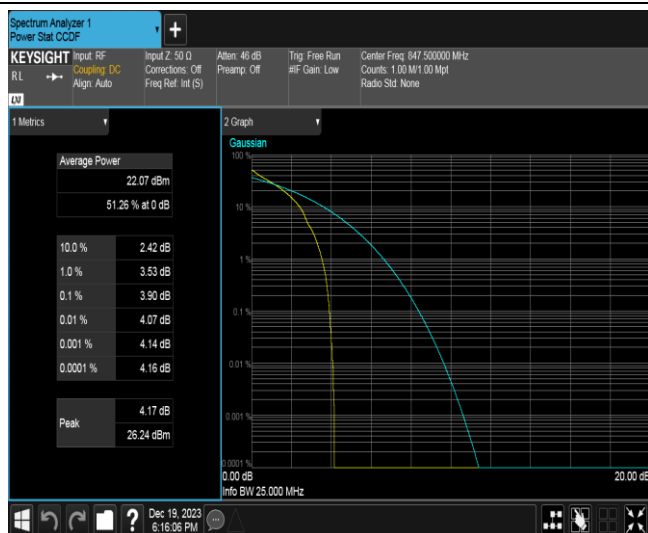 Spectrum Analyzer 1
Power Stat CCDF
+
KEYSIGHT
RL
LXI
Input: RF
Coupling: DC
Align: Auto
Input Z: 50 Ω
Corrections: Off
Freq Ref: Int (S)
Atten: 46 dB
Preamp: Off
Trig: Free Run
#IF Gain: Low
Center Freq: 847.500000 MHz
Counts: 1.00 M/1.00 Mpt
Radio Std: None
1 Metrics
Average Power
22.07 dBm
51.26 % at 0 dB
10.0 % 2.42 dB
1.0 % 3.53 dB
0.1 % 3.90 dB
0.01 % 4.07 dB
0.001 % 4.14 dB
0.0001 % 4.16 dB
Peak
4.17 dB
26.24 dBm
2 Graph
Gaussian
100 %
10 %
1 %
0.1 %
0.01 %
0.001 %
0.0001 %
0.00 dB
20.00 dB
Info BW 25.000 MHz
?
Dec 19, 2023
6:16:06 PM